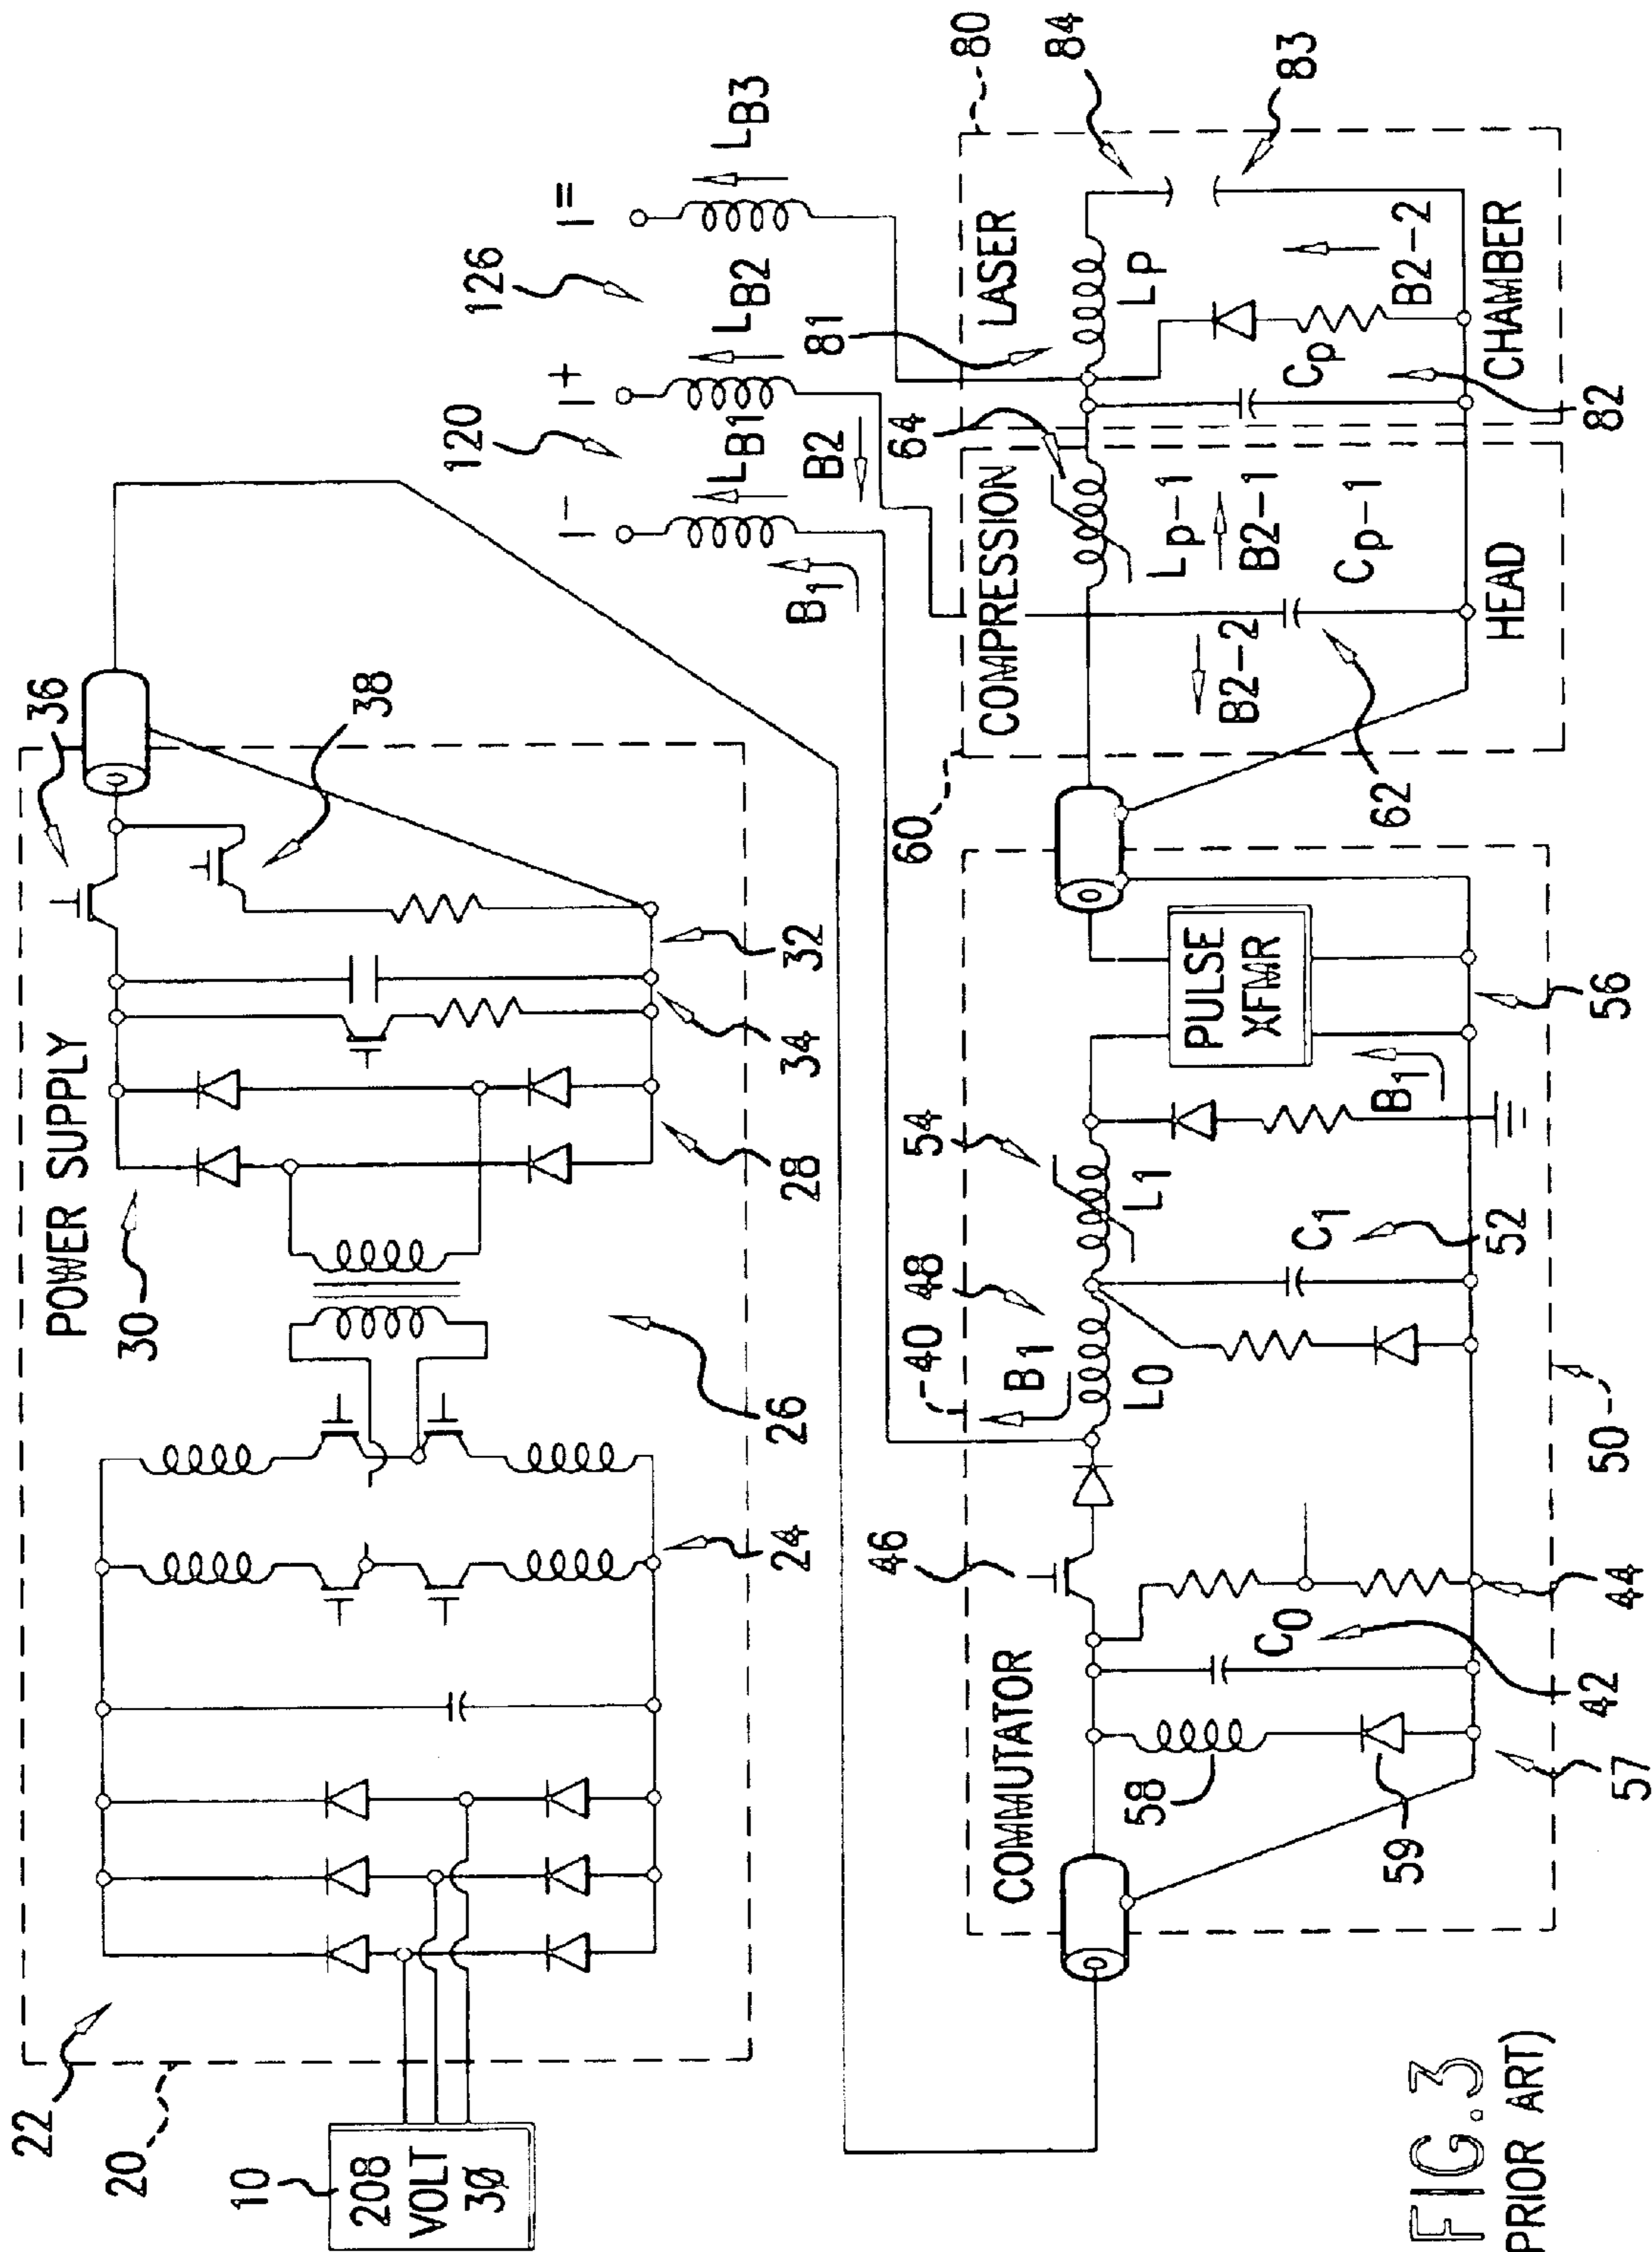 POWER SUPPLY
22
20
10
208
VOLT
3Ø
24
26
30
28
34
32
36
38
120
126
I-
I+
I=
LB1
LB2
LB3
B1
B2
COMMUTATOR
40
46
48
B1
L0
54
L1
PULSE
XFMR
B1
C0
C1
58
59
57
42
44
50
52
56
60
COMPRESSION
HEAD
64
Lp-1
B2-1
Cp-1
B2-2
62
80
LASER
CHAMBER
81
LP
84
83
Cp
B2-2
82
FIG.3
PRIOR ART)